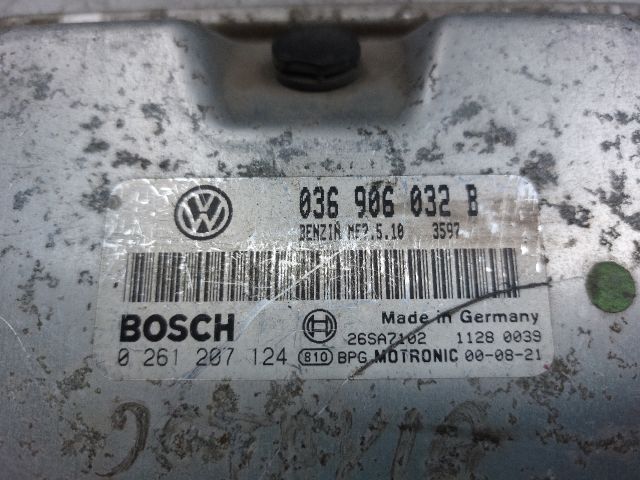 036 906 032 B
BENZIN ME7.5.10 3597
BOSCH
Made in Germany
26SA7102 1128 0039
0 261 207 124 810 BPG MOTRONIC 00-08-21